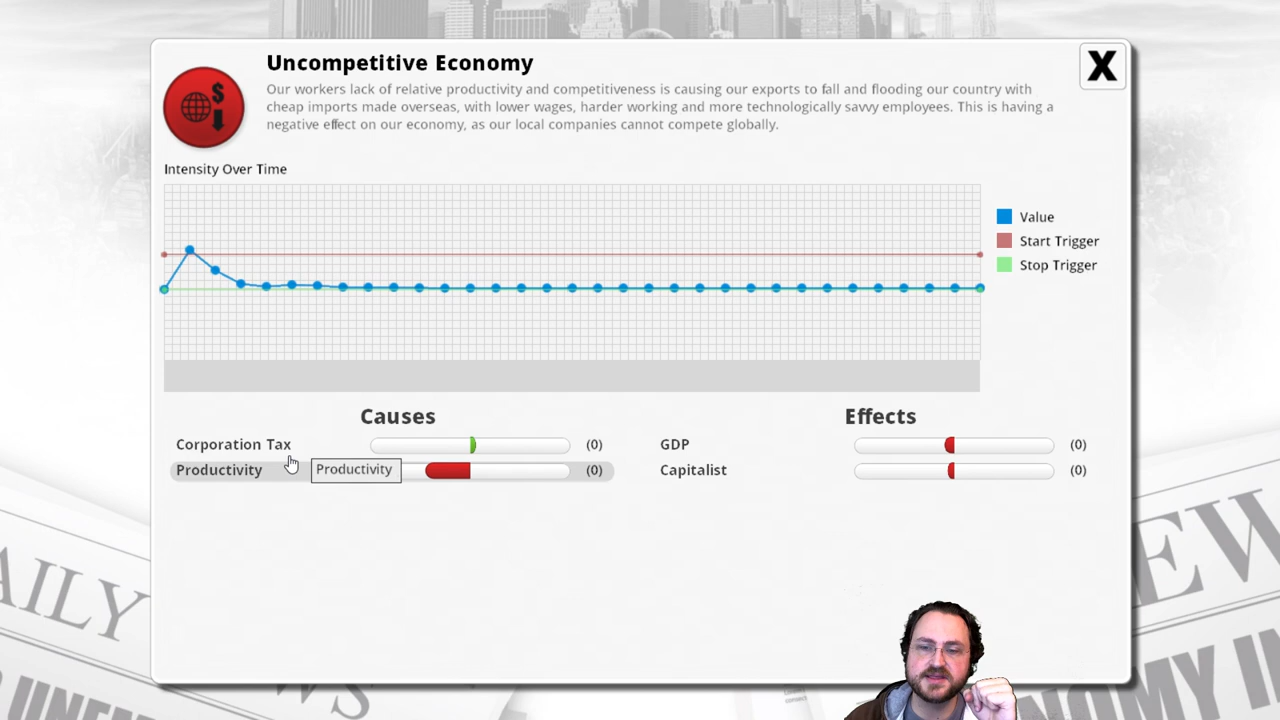 Uncompetitive Economy
X
Our workers lack of relative productivity and competitiveness is causing our exports to fall and flooding our country with
cheap imports made overseas, with lower wages, harder working and more technologically savvy employees. This is having a
negative effect on our economy, as our local companies cannot compete globally.
$
Intensity Over Time
Value
Start Trigger
Stop Trigger
Causes
Effects
Corporation Tax (0)
GDP (0)
Productivity (0)
Productivity
Capitalist (0)
AILY
NEWS